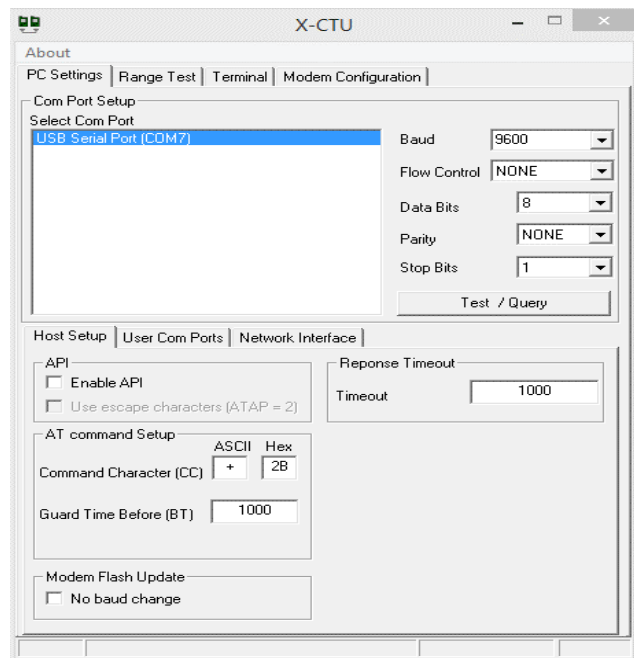 X-CTU
About
PC Settings Range Test Terminal Modem Configuration
Com Port Setup
Select Com Port
USB Serial Port (COM7)
Baud 9600
Flow Control NONE
Data Bits 8
Parity NONE
Stop Bits 1
Test / Query
Host Setup User Com Ports Network Interface
API
Enable API
Use escape characters (ATAP = 2)
Reponse Timeout
Timeout 1000
AT command Setup
ASCII Hex
Command Character (CC) + 2B
Guard Time Before (BT) 1000
Modem Flash Update
No baud change